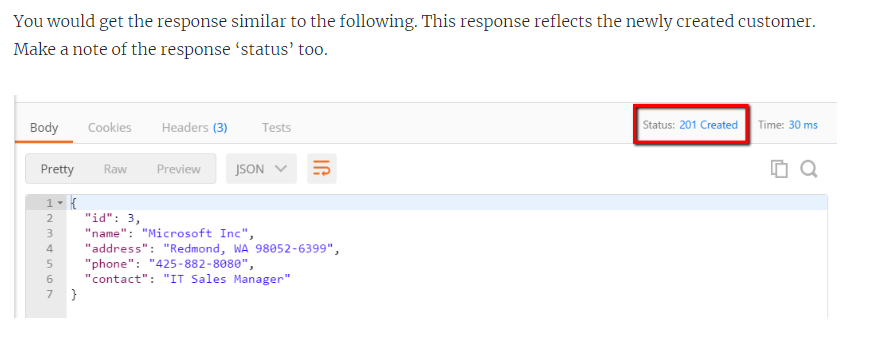 You would get the response similar to the following. This response reflects the newly created customer.
Make a note of the response ‘status’ too.
Body Cookies Headers (3) Tests Status: 201 Created Time: 30 ms
Pretty Raw Preview JSON
1 {
2 "id": 3,
3 "name": "Microsoft Inc",
4 "address": "Redmond, WA 98052-6399",
5 "phone": "425-882-8080",
6 "contact": "IT Sales Manager"
7 }